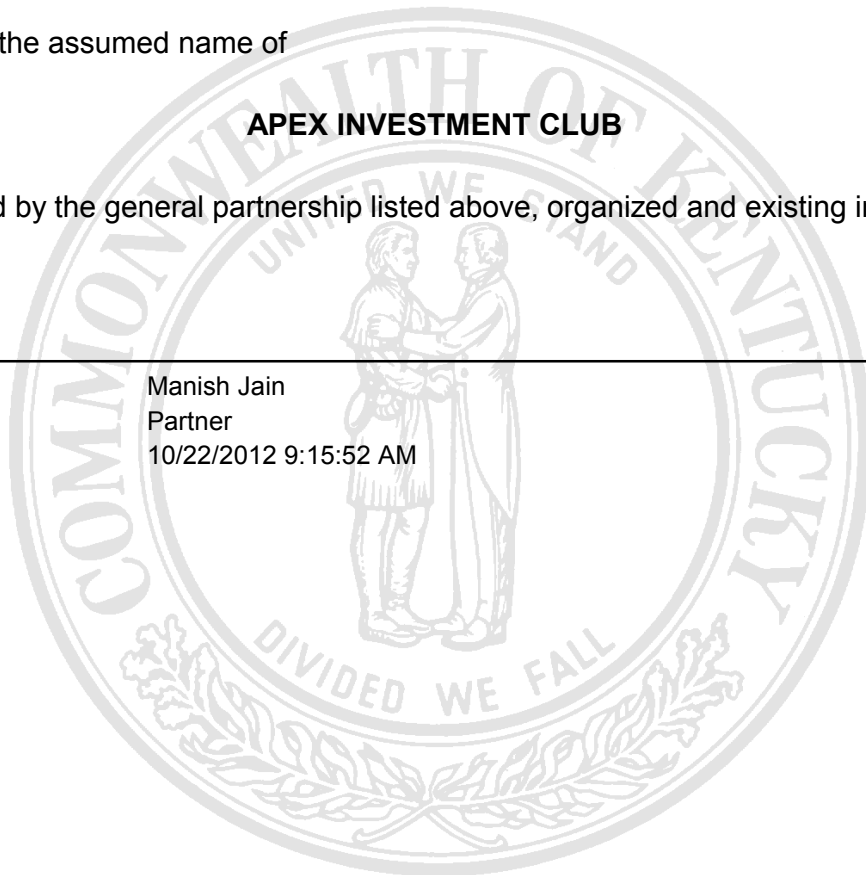 the assumed name of
APEX INVESTMENT CLUB
by the general partnership listed above, organized and existing
Manish Jain
Partner
10/22/2012 9:15:52 AM
COMMONWEALTH OF KENTUCKY
UNITED WE STAND
DIVIDED WE FALL